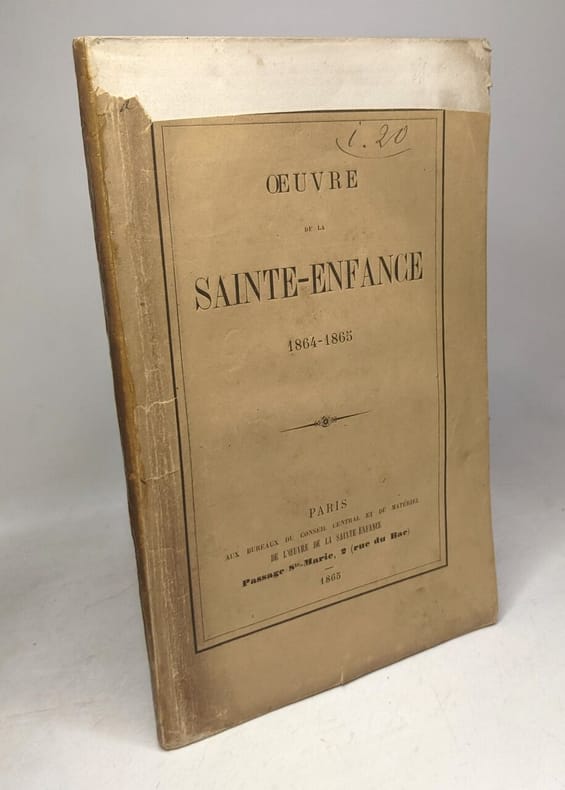 1.20
ŒUVRE
DE LA
SAINTE-ENFANCE
1864-1865
PARIS
AUX BUREAUX DU CONSEIL CENTRAL ET DU MATÉRIEL
DE L'ŒUVRE DE LA SAINTE-ENFANCE
Passage Ste-Marie, 2 (rue du Bac)
1865